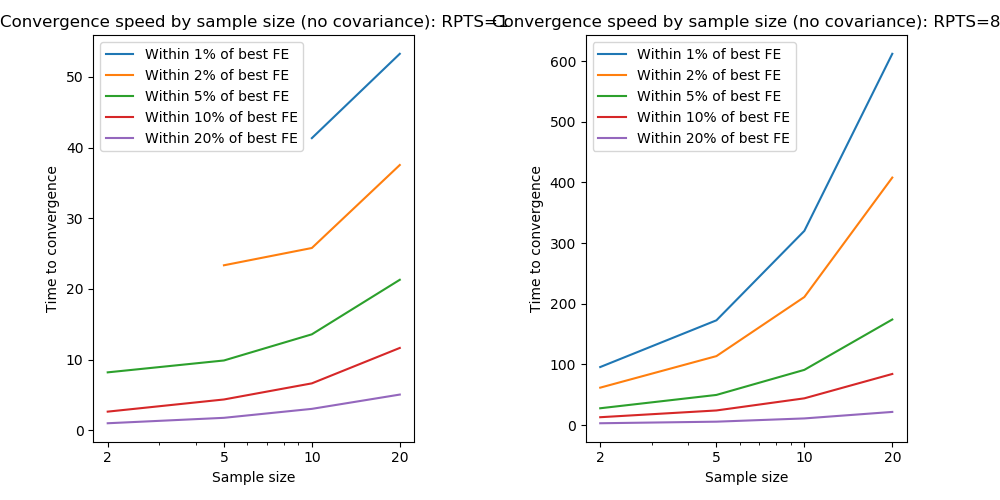 Convergence speed by sample size (no covariance): RPTS=1
Within 1% of best FE
Within 2% of best FE
Within 5% of best FE
Within 10% of best FE
Within 20% of best FE
Time to convergence
50
40
30
20
10
0
2
5
10
20
Sample size
Convergence speed by sample size (no covariance): RPTS=8
Within 1% of best FE
Within 2% of best FE
Within 5% of best FE
Within 10% of best FE
Within 20% of best FE
Time to convergence
600
500
400
300
200
100
0
2
5
10
20
Sample size